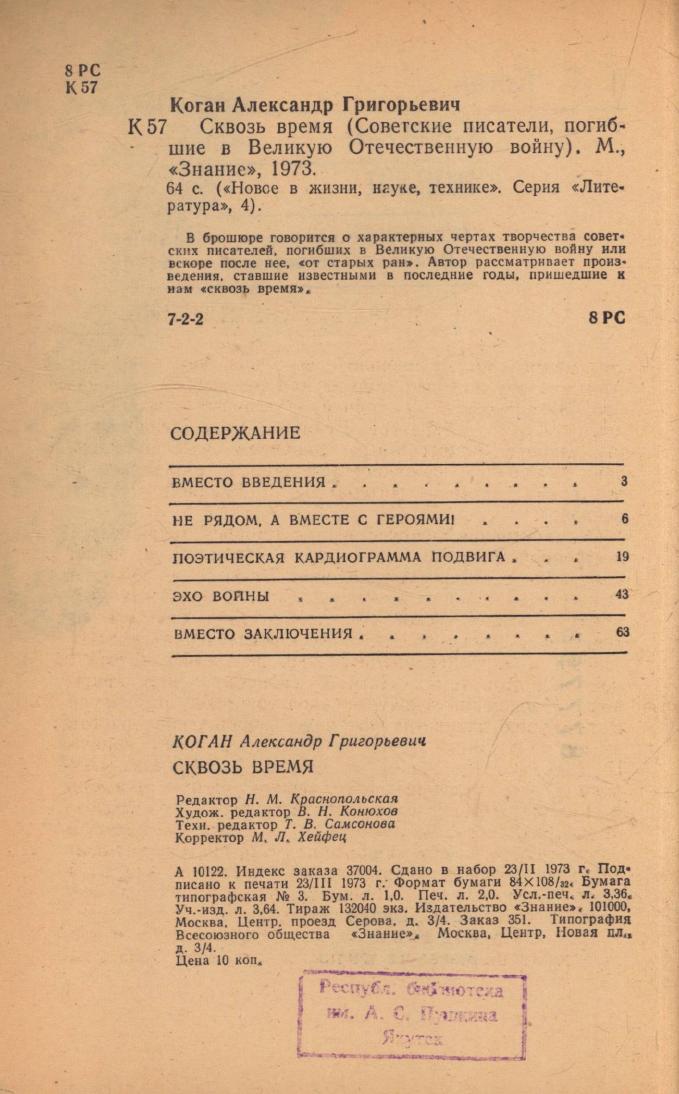 8 РС
К 57
Коган Александр Григорьевич
К 57 Сквозь время (Советские писатели, погиб-
шие в Великую Отечественную войну). М.,
«Знание», 1973.
64 с. («Новое в жизни, науке, технике». Серия «Лите-
ратура», 4).
В брошюре говорится о характерных чертах творчества совет-
ских писателей, погибших в Великую Отечественную войну или
вскоре после нее, «от старых ран». Автор рассматривает произ-
ведения, ставшие известными в последние годы, пришедшие к
нам «сквозь время».
7-2-2 8 РС
СОДЕРЖАНИЕ
ВМЕСТО ВВЕДЕНИЯ . . . . . . . . . 3
НЕ РЯДОМ, А ВМЕСТЕ С ГЕРОЯМИ! . . . . 6
ПОЭТИЧЕСКАЯ КАРДИОГРАММА ПОДВИГА . . . 19
ЭХО ВОЙНЫ . . . . . . . . . . 43
ВМЕСТО ЗАКЛЮЧЕНИЯ . . . . . . . . 63
КОГАН Александр Григорьевич
СКВОЗЬ ВРЕМЯ
Редактор Н. М. Краснопольская
Худож. редактор В. Н. Конюхов
Техн. редактор Т. В. Самсонова
Корректор М. Л. Хейфец
А 10122. Индекс заказа 37004. Сдано в набор 23/II 1973 г. Под-
писано к печати 23/III 1973 г. Формат бумаги 84×108/32. Бумага
типографская № 3. Бум. л. 1,0. Печ. л. 2,0. Усл.-печ. л. 3,36.
Уч.-изд. л. 3,64. Тираж 132040 экз. Издательство «Знание». 101000,
Москва, Центр, проезд Серова, д. 3/4. Заказ 351. Типография
Всесоюзного общества «Знание». Москва, Центр, Новая пл.,
д. 3/4.
Цена 10 коп.
Республ. библиотека
им. А. С. Пушкина
Якутск